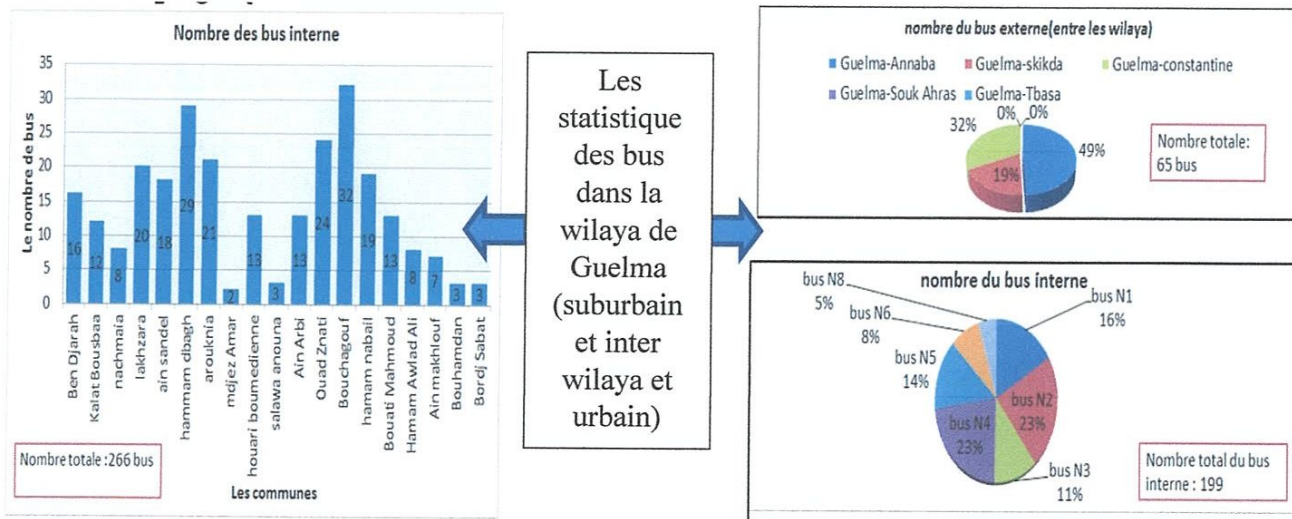 Nombre des bus interne
Le nombre de bus
35
30
25
20
15
10
5
0
16
12
8
20
18
29
21
2
13
3
13
24
32
19
13
8
7
3
3
Ben Djarah
Kalat Bousbaa
nachmaia
lakhzara
ain sandel
hammam dbagh
arouknia
mdjez Amar
houari boumedienne
salawa anouna
Ain Arbi
Ouad Znati
Bouchagouf
hamam nabail
Bouati Mahmoud
Hamam Awlad Ali
Ain makhlouf
Bouhamdan
Bordj Sabat
Nombre totale :266 bus
Les communes
Les
statistique
des bus
dans la
wilaya de
Guelma
(suburbain
et inter
wilaya et
urbain)
nombre du bus externe(entre les wilaya)
Guelma-Annaba Guelma-skikda Guelma-constantine
Guelma-Souk Ahras Guelma-Tbasa
0% 0%
32%
49%
19%
Nombre totale:
65 bus
nombre du bus interne
bus N8
5%
bus N1
16%
bus N6
8%
bus N5
14%
bus N2
23%
bus N4
23%
bus N3
11%
Nombre total du bus
interne : 199